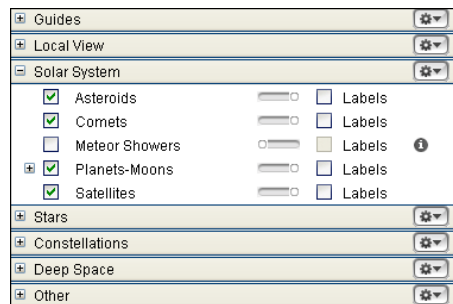 Guides
Local View
Solar System
Asteroids Labels
Comets Labels
Meteor Showers Labels
Planets-Moons Labels
Satellites Labels
Stars
Constellations
Deep Space
Other